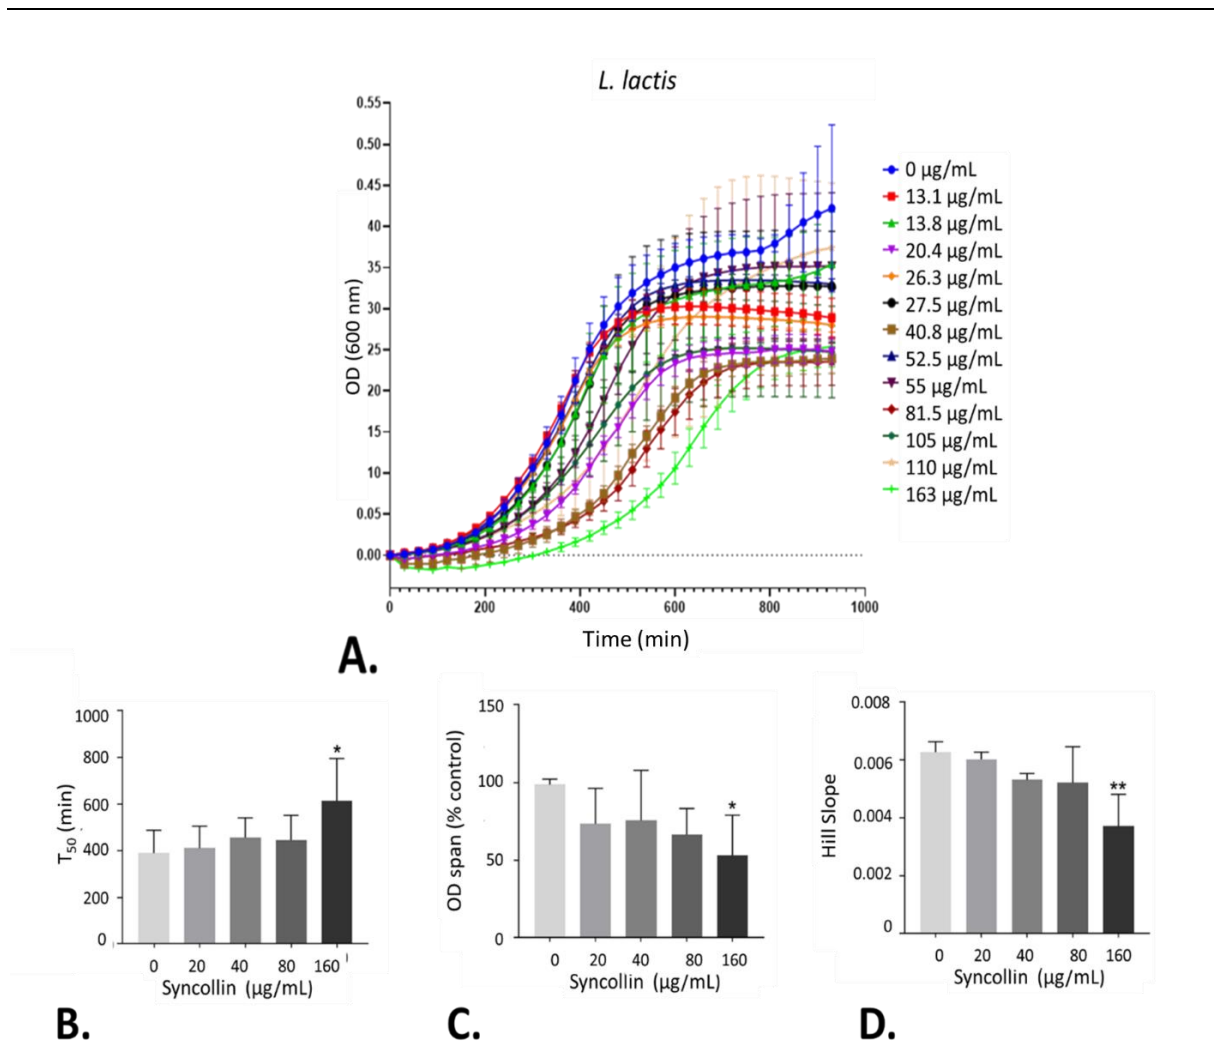 L. lactis
0.55
0.50
0.45
40
35
30
25
20
15
10
0.05
0.00
OD (600 nm)
0 200 400 600 800 1000
Time (min)
0 µg/mL
13.1 µg/mL
13.8 µg/mL
20.4 µg/mL
26.3 µg/mL
27.5 µg/mL
40.8 µg/mL
52.5 µg/mL
55 µg/mL
81.5 µg/mL
105 µg/mL
110 µg/mL
163 µg/mL
A.
1000
800
600
400
200
0
T50 (min)
*
0 20 40 80 160
Syncollin (µg/mL)
B.
150
100
50
0
OD span (% control)
*
0 20 40 80 160
Syncollin (µg/mL)
C.
0.008
0.006
0.004
0.002
0
Hill Slope
**
0 20 40 80 160
Syncollin (µg/mL)
D.